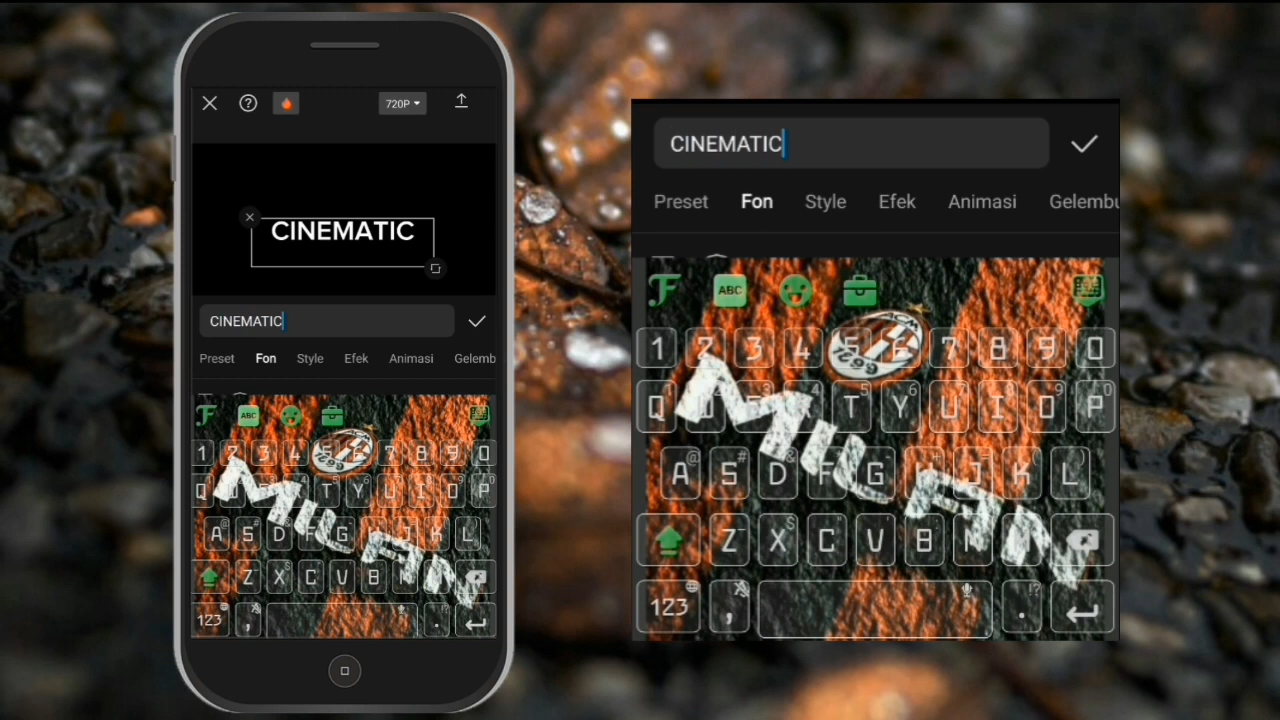 720P
CINEMATIC
CINEMATIC
Preset Fon Style Efek Animasi Gelemb
F ABC
1 2 3 4 5 6 7 8 9 0
Q W E R T Y U I O P
A S D F G H J K L
Z X C V B N M
123 , . !?
MILAN
CINEMATIC
Preset Fon Style Efek Animasi Gelembu
F ABC
ACM
1899
1 2 3 4 5 6 7 8 9 0
Q W E R T Y U I O P
A S D F G H J K L
Z X C V B N M
123 , . !?
MILAN